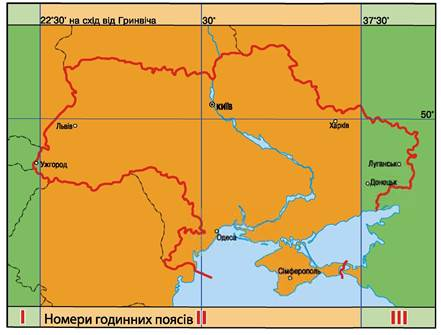 22°30' на схід від Гринвіча 30° 37°30'
КИЇВ
50°
Львів
Харків
Ужгород
Луганськ
Донецьк
Одеса
Сімферополь
I Номери годинних поясів II III